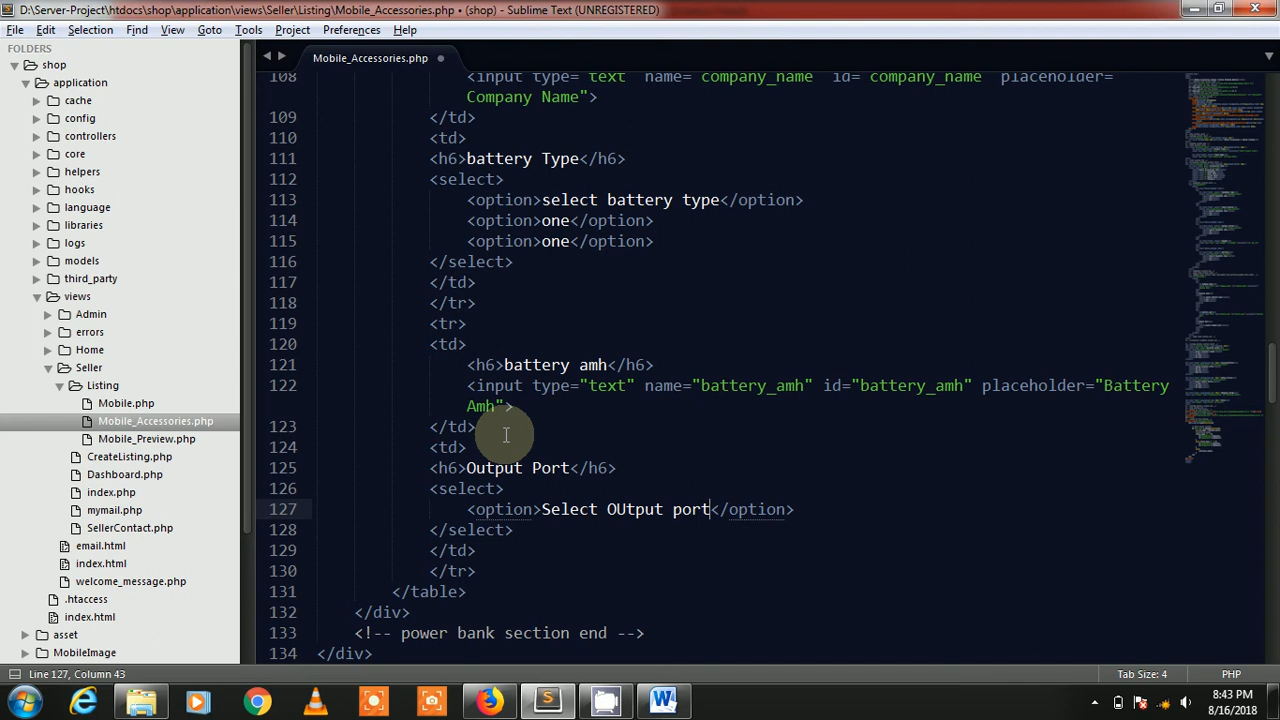 D:\Server-Project\htdocs\shop\application\views\Seller\Listing\Mobile_Accessories.php • (shop) - Sublime Text (UNREGISTERED)
File Edit Selection Find View Goto Tools Project Preferences Help
FOLDERS
shop
application
cache
config
controllers
core
helpers
hooks
language
libraries
logs
models
third_party
views
Admin
errors
Home
Seller
Listing
Mobile.php
Mobile_Accessories.php
Mobile_Preview.php
CreateListing.php
Dashboard.php
index.php
mymail.php
SellerContact.php
email.html
index.html
welcome_message.php
.htaccess
index.html
asset
MobileImage
Mobile_Accessories.php
108 <input type= text name= company_name id= company_name placeholder=
Company Name">
109 </td>
110 <td>
111 <h6>battery Type</h6>
112 <select>
113 <option>select battery type</option>
114 <option>one</option>
115 <option>one</option>
116 </select>
117 </td>
118 </tr>
119 <tr>
120 <td>
121 <h6>battery amh</h6>
122 <input type="text" name="battery_amh" id="battery_amh" placeholder="Battery
Amh">
123 </td>
124 <td>
125 <h6>Output Port</h6>
126 <select>
127 <option>Select OUtput port</option>
128 </select>
129 </td>
130 </tr>
131 </table>
132 </div>
133 <!-- power bank section end -->
134 </div>
Line 127, Column 43
Tab Size: 4
PHP
8:43 PM
8/16/2018